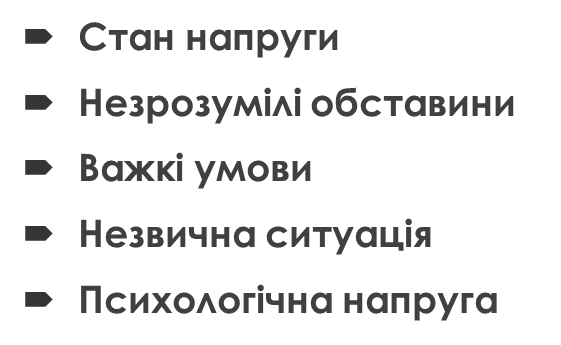 Стан напруги
Незрозумілі обставини
Важкі умови
Незвична ситуація
Психологічна напруга